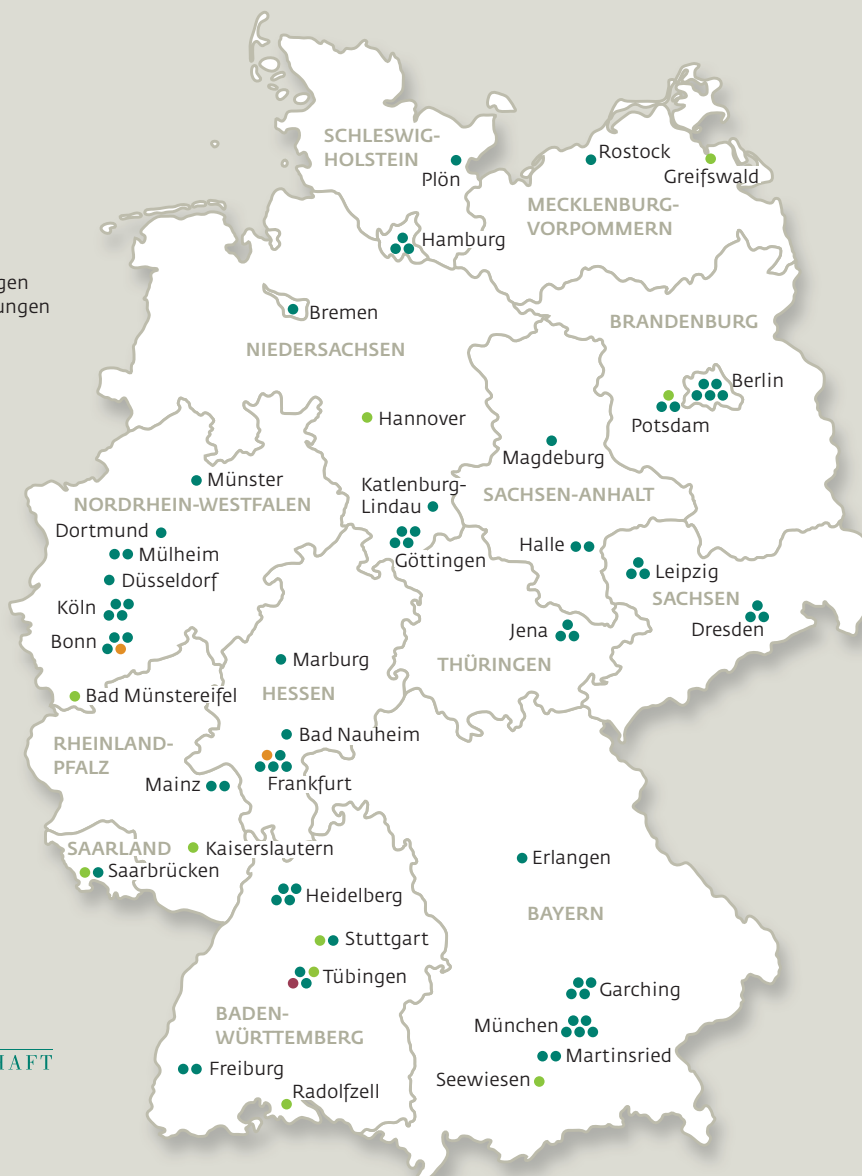 SCHLESWIG-
HOLSTEIN
Plön
Rostock
Greifswald
MECKLENBURG-
VORPOMMERN
Hamburg
gen
ungen
Bremen
BRANDENBURG
NIEDERSACHSEN
Berlin
Potsdam
Hannover
Magdeburg
Münster
Katlenburg-
Lindau
SACHSEN-ANHALT
NORDRHEIN-WESTFALEN
Dortmund
Mülheim
Göttingen
Halle
Düsseldorf
Leipzig
SACHSEN
Köln
Dresden
Jena
Bonn
Marburg
THÜRINGEN
HESSEN
Bad Münstereifel
Bad Nauheim
RHEINLAND-
PFALZ
Mainz
Frankfurt
SAARLAND
Kaiserslautern
Saarbrücken
Erlangen
Heidelberg
BAYERN
Stuttgart
Tübingen
Garching
BADEN-
WÜRTTEMBERG
München
Martinsried
HAFT
Freiburg
Seewiesen
Radolfzell